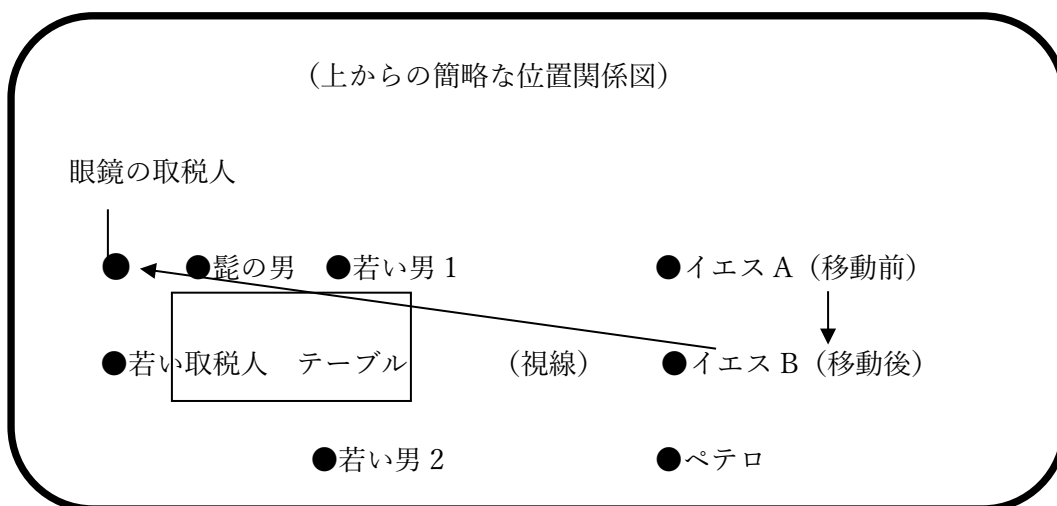 （上からの簡略な位置関係図）
眼鏡の取税人
●髭の男 ●若い男1 ●イエスA（移動前）
●若い取税人 テーブル （視線） ●イエスB（移動後）
●若い男2 ●ペテロ